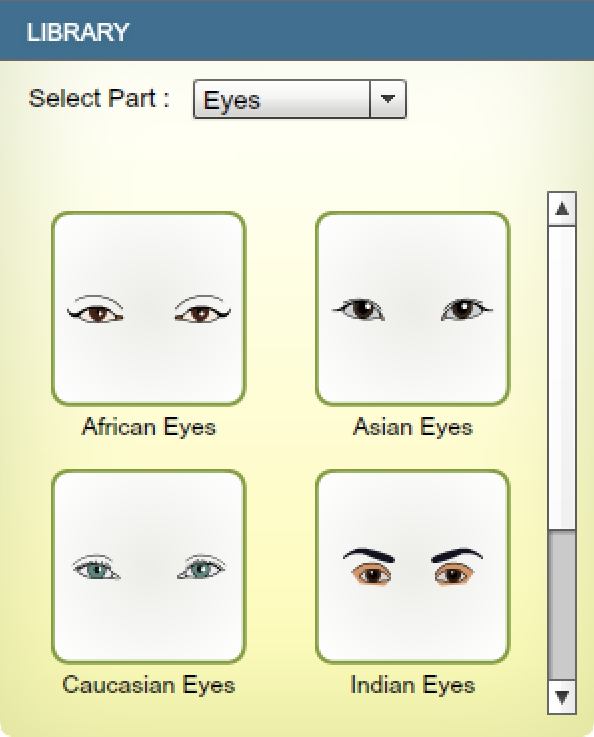 LIBRARY
Select Part : Eyes
African Eyes
Asian Eyes
Caucasian Eyes
Indian Eyes